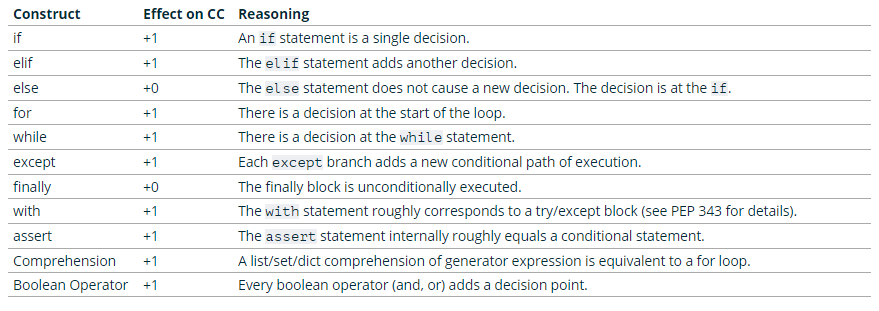 Construct Effect on CC Reasoning
if +1 An if statement is a single decision.
elif +1 The elif statement adds another decision.
else +0 The else statement does not cause a new decision. The decision is at the if.
for +1 There is a decision at the start of the loop.
while +1 There is a decision at the while statement.
except +1 Each except branch adds a new conditional path of execution.
finally +0 The finally block is unconditionally executed.
with +1 The with statement roughly corresponds to a try/except block (see PEP 343 for details).
assert +1 The assert statement internally roughly equals a conditional statement.
Comprehension +1 A list/set/dict comprehension of generator expression is equivalent to a for loop.
Boolean Operator +1 Every boolean operator (and, or) adds a decision point.